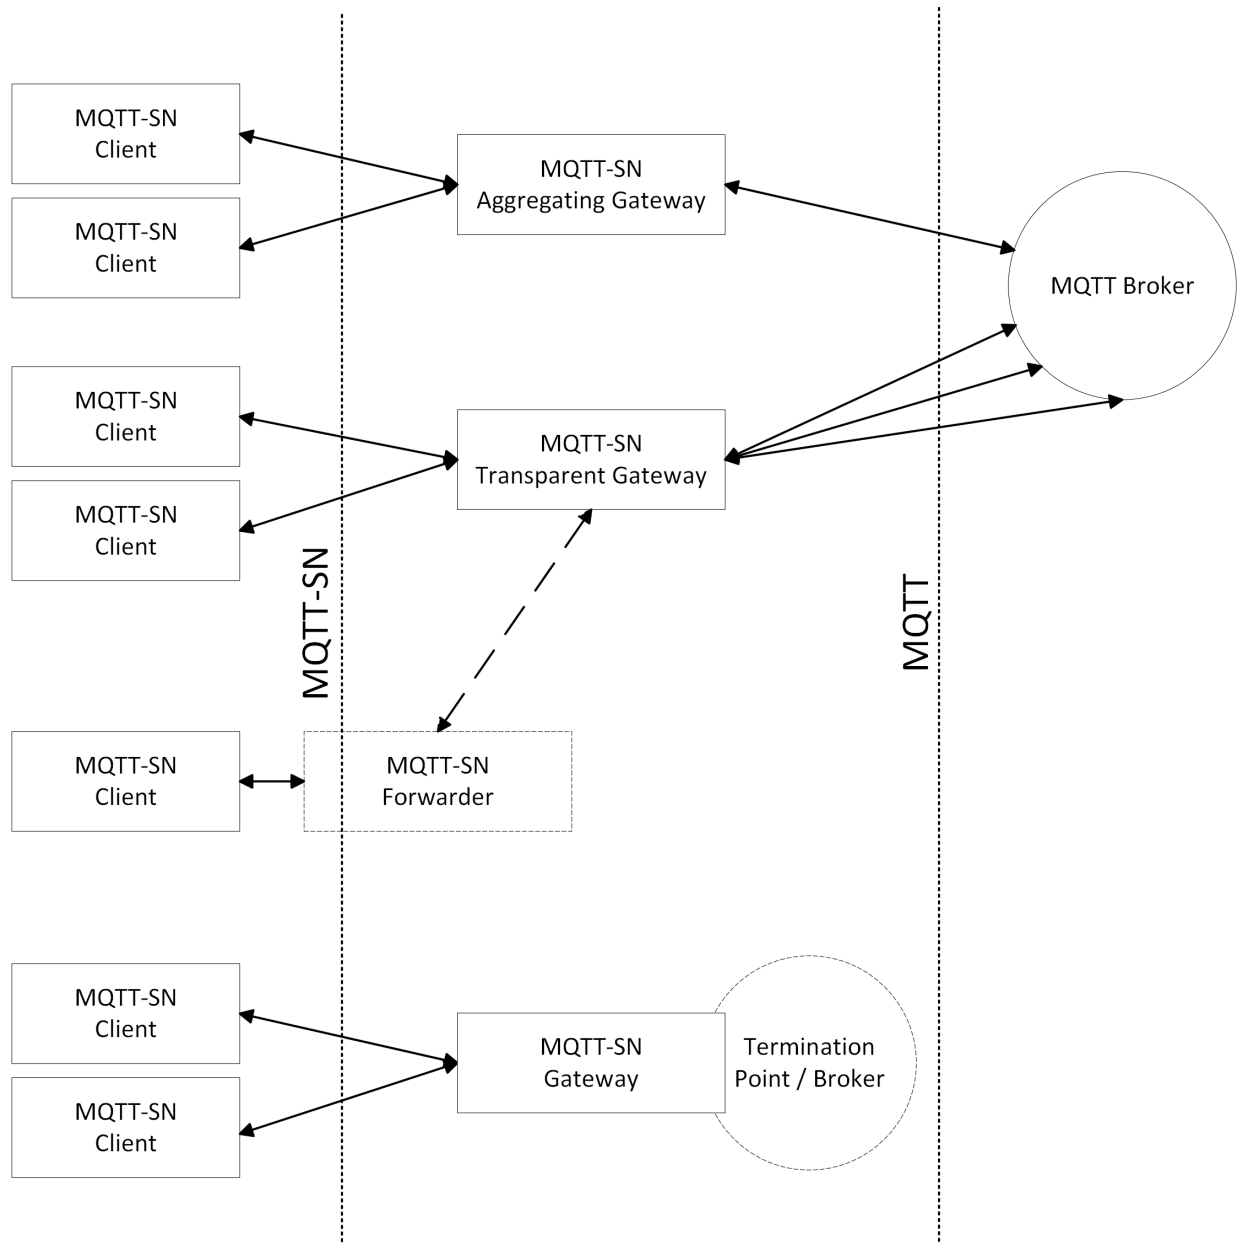 MQTT-SN
Client
MQTT-SN
Client
MQTT-SN
Aggregating Gateway
MQTT Broker
MQTT-SN
Client
MQTT-SN
Client
MQTT-SN
Transparent Gateway
MQTT-SN
MQTT
MQTT-SN
Client
MQTT-SN
Forwarder
MQTT-SN
Client
MQTT-SN
Client
MQTT-SN
Gateway
Termination
Point / Broker